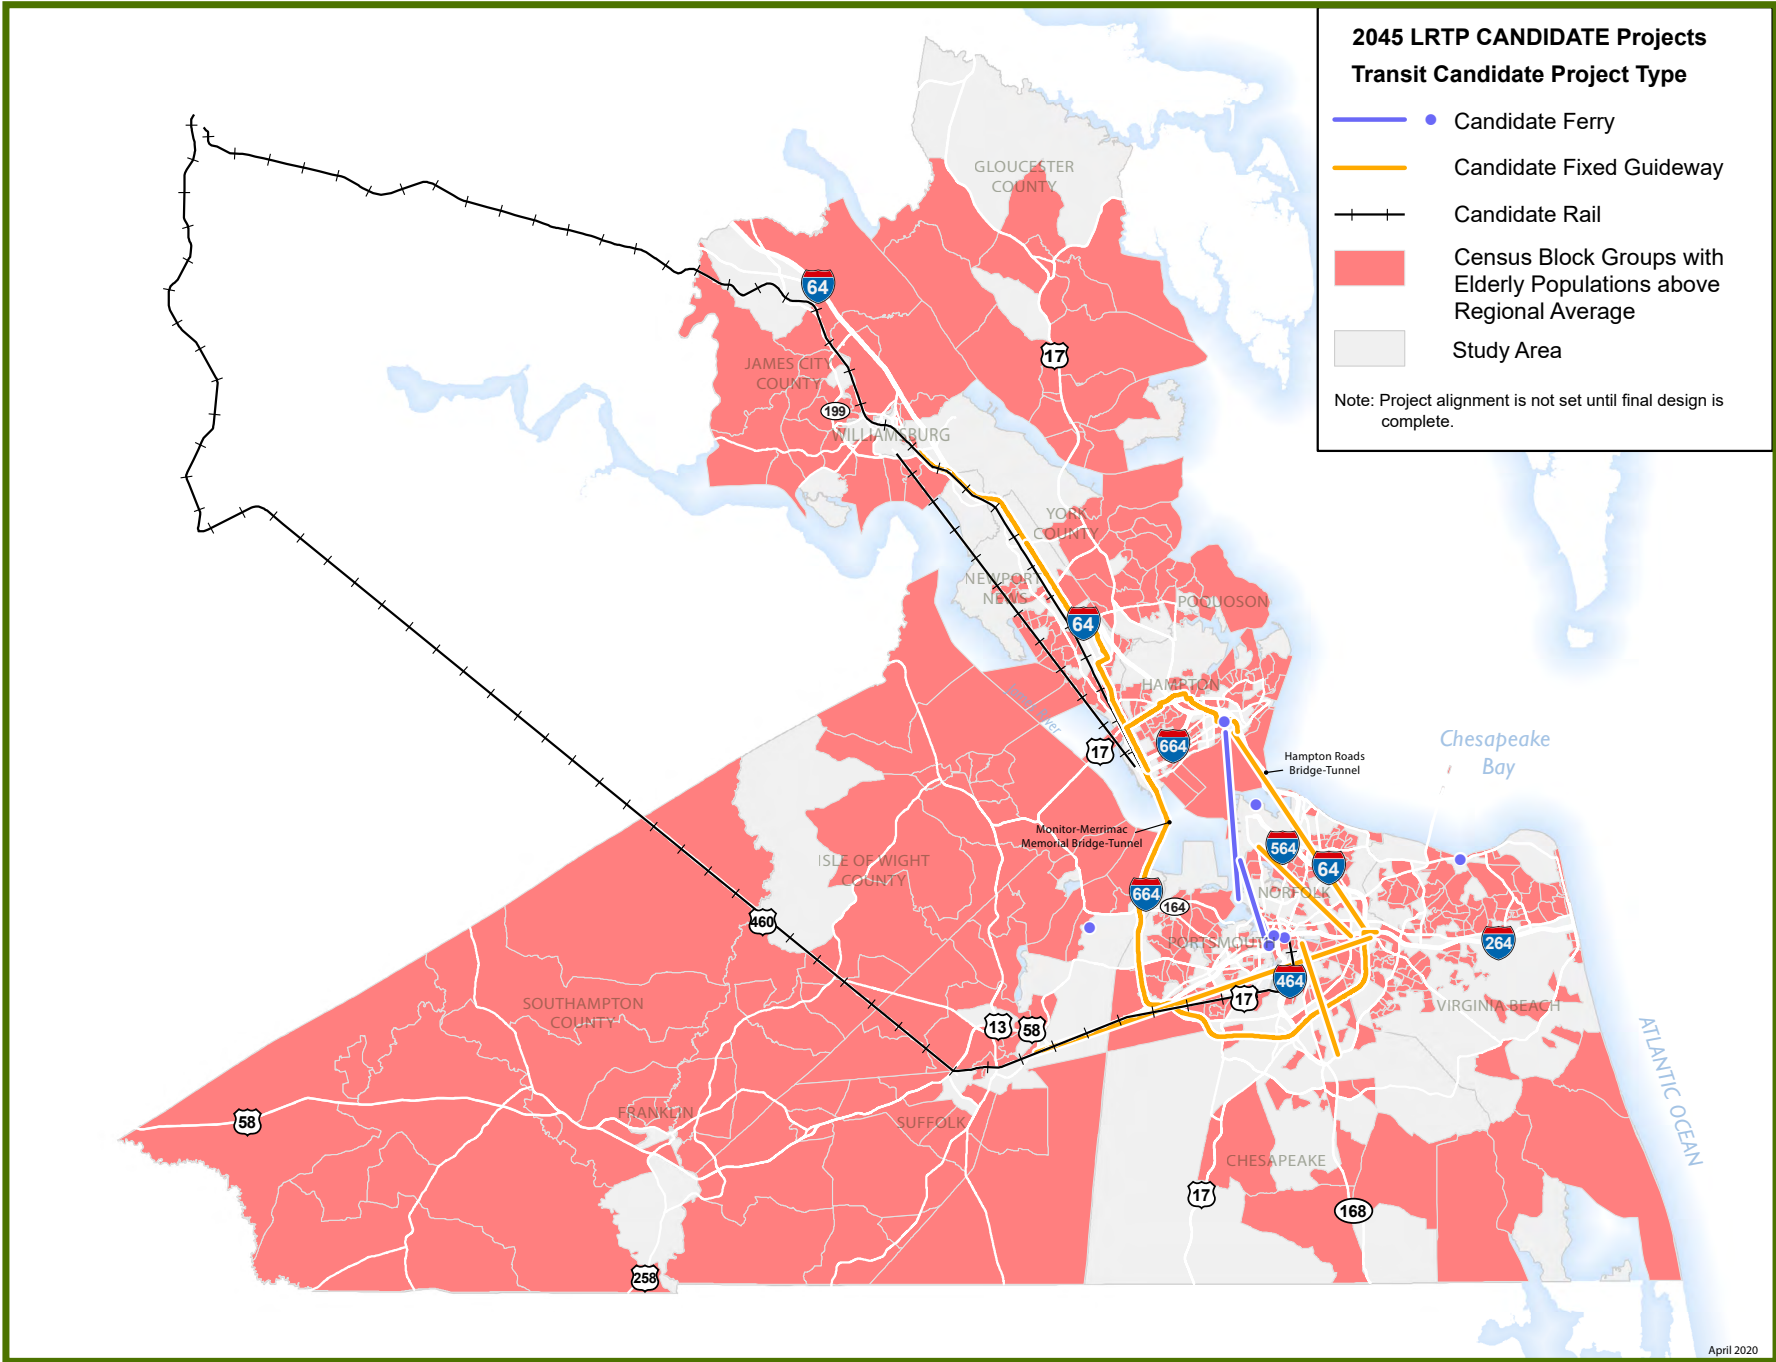 2045 LRTP CANDIDATE Projects
Transit Candidate Project Type
Candidate Ferry
Candidate Fixed Guideway
Candidate Rail
Census Block Groups with
Elderly Populations above
Regional Average
Study Area
Note: Project alignment is not set until final design is
complete.
GLOUCESTER
COUNTY
64
17
JAMES CITY
COUNTY
199
WILLIAMSBURG
YORK
COUNTY
NEWPORT
NEWS
POQUOSON
64
HAMPTON
James River
17
664
Chesapeake
Bay
Hampton Roads
Bridge-Tunnel
Monitor-Merrimac
Memorial Bridge-Tunnel
564
64
ISLE OF WIGHT
COUNTY
664
164
NORFOLK
460
PORTSMOUTH
264
464
17
SOUTHAMPTON
COUNTY
VIRGINIA BEACH
13
58
ATLANTIC OCEAN
58
FRANKLIN
SUFFOLK
CHESAPEAKE
17
168
258
April 2020